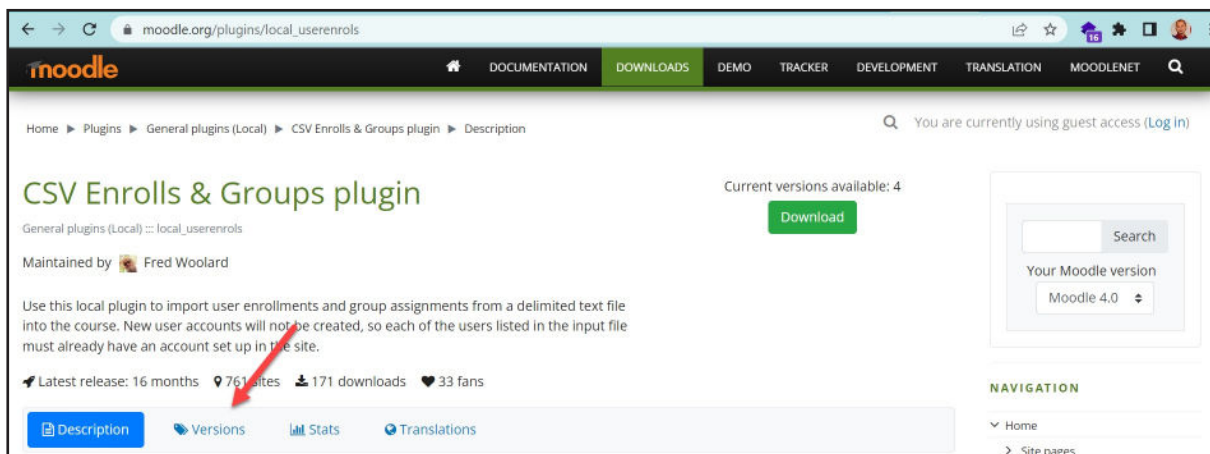 moodle.org/plugins/local_userenrols
16
moodle
DOCUMENTATION DOWNLOADS DEMO TRACKER DEVELOPMENT TRANSLATION MOODLENET
Home ▶ Plugins ▶ General plugins (Local) ▶ CSV Enrolls & Groups plugin ▶ Description
You are currently using guest access (Log in)
CSV Enrolls & Groups plugin
General plugins (Local) ::: local_userenrols
Maintained by Fred Woolard
Use this local plugin to import user enrollments and group assignments from a delimited text file
into the course. New user accounts will not be created, so each of the users listed in the input file
must already have an account set up in the site.
Latest release: 16 months 761 sites 171 downloads 33 fans
Description Versions Stats Translations
Current versions available: 4
Download
Search
Your Moodle version
Moodle 4.0
NAVIGATION
Home
Site pages